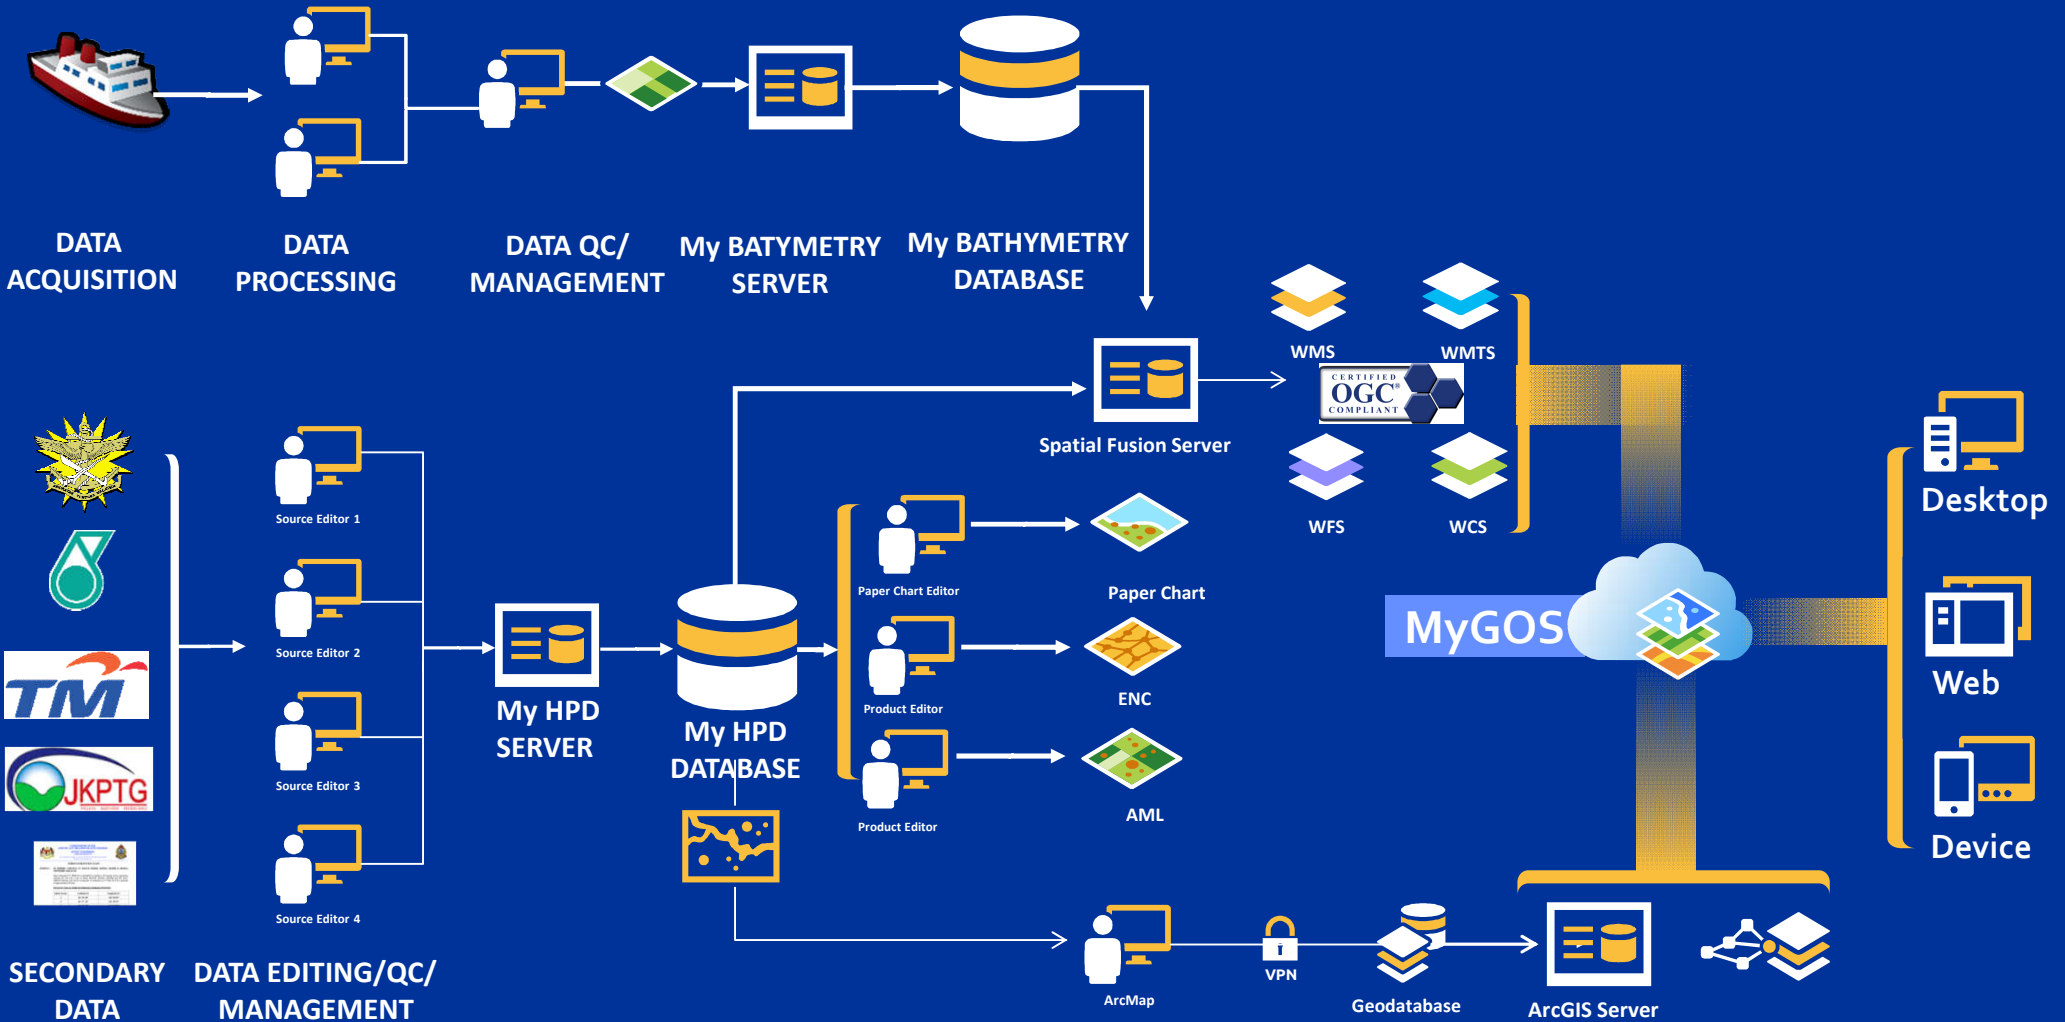 DATA
ACQUISITION
DATA
PROCESSING
DATA QC/
MANAGEMENT
My BATYMETRY
SERVER
My BATHYMETRY
DATABASE
WMS
WMTS
CERTIFIED
OGC®
COMPLIANT
Spatial Fusion Server
WFS
WCS
Source Editor 1
Source Editor 2
Source Editor 3
Source Editor 4
TM
JKPTG
SECONDARY
DATA
DATA EDITING/QC/
MANAGEMENT
My HPD
SERVER
My HPD
DATABASE
Paper Chart Editor
Product Editor
Product Editor
Paper Chart
ENC
AML
MyGOS
Desktop
Web
Device
ArcMap
VPN
Geodatabase
ArcGIS Server